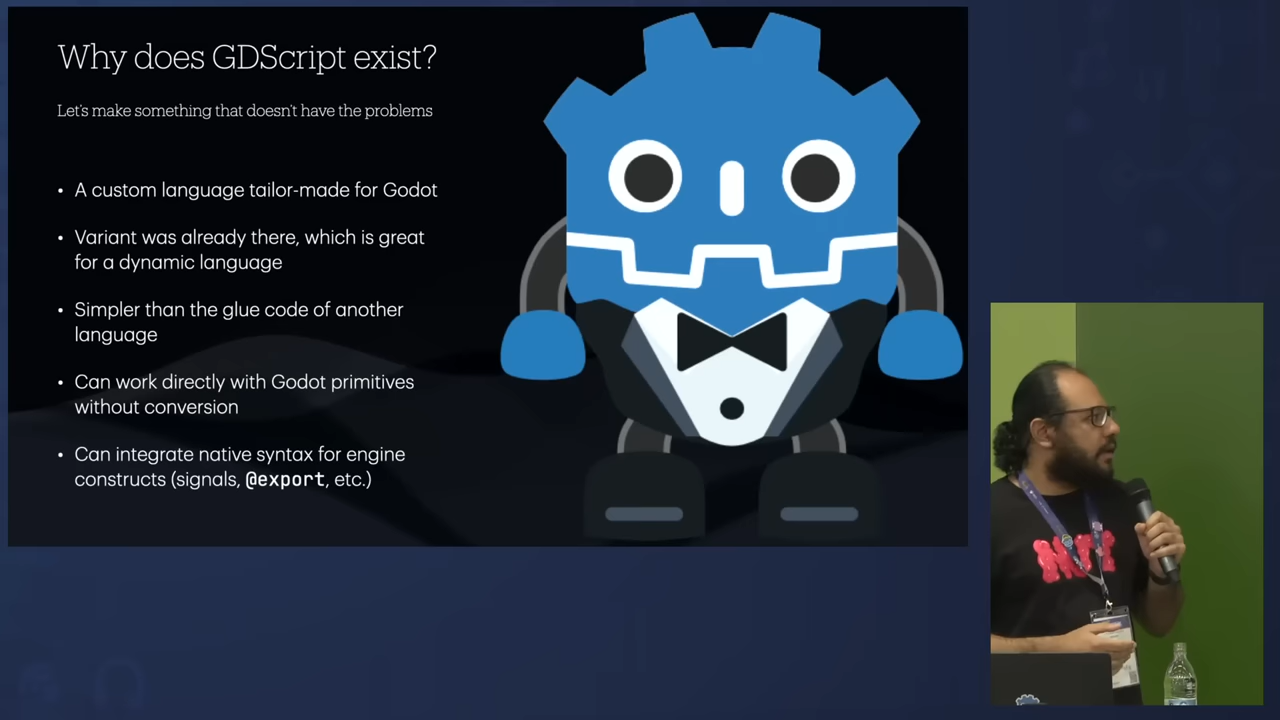 Why does GDScript exist?
Let's make something that doesn't have the problems
• A custom language tailor-made for Godot
• Variant was already there, which is great
for a dynamic language
• Simpler than the glue code of another
language
• Can work directly with Godot primitives
without conversion
• Can integrate native syntax for engine
constructs (signals, @export, etc.)